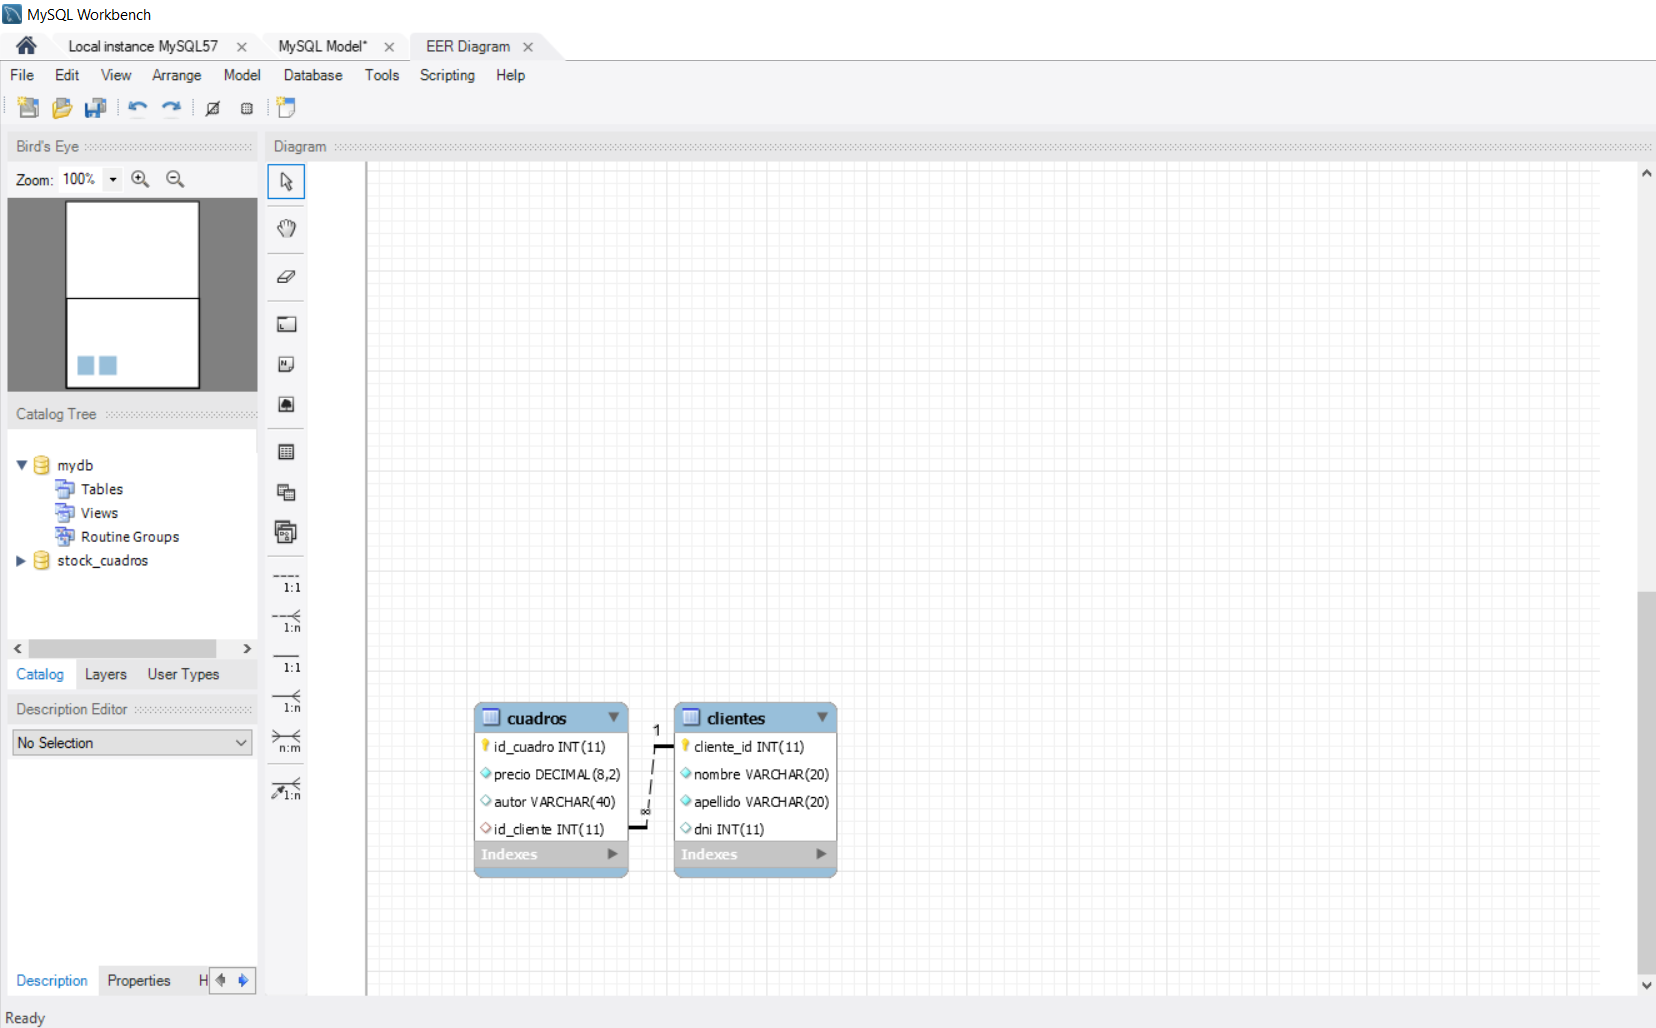 MySQL Workbench
Local instance MySQL57
MySQL Model*
EER Diagram
File Edit View Arrange Model Database Tools Scripting Help
Bird's Eye
Zoom: 100%
Catalog Tree
mydb
Tables
Views
Routine Groups
stock_cuadros
Catalog Layers User Types
Description Editor
No Selection
Description Properties H
Ready
Diagram
L
N
1:1
1:n
1:1
1:n
n:m
1:n
cuadros
id_cuadro INT(11)
precio DECIMAL(8,2)
autor VARCHAR(40)
id_cliente INT(11)
Indexes
1
∞
clientes
cliente_id INT(11)
nombre VARCHAR(20)
apellido VARCHAR(20)
dni INT(11)
Indexes